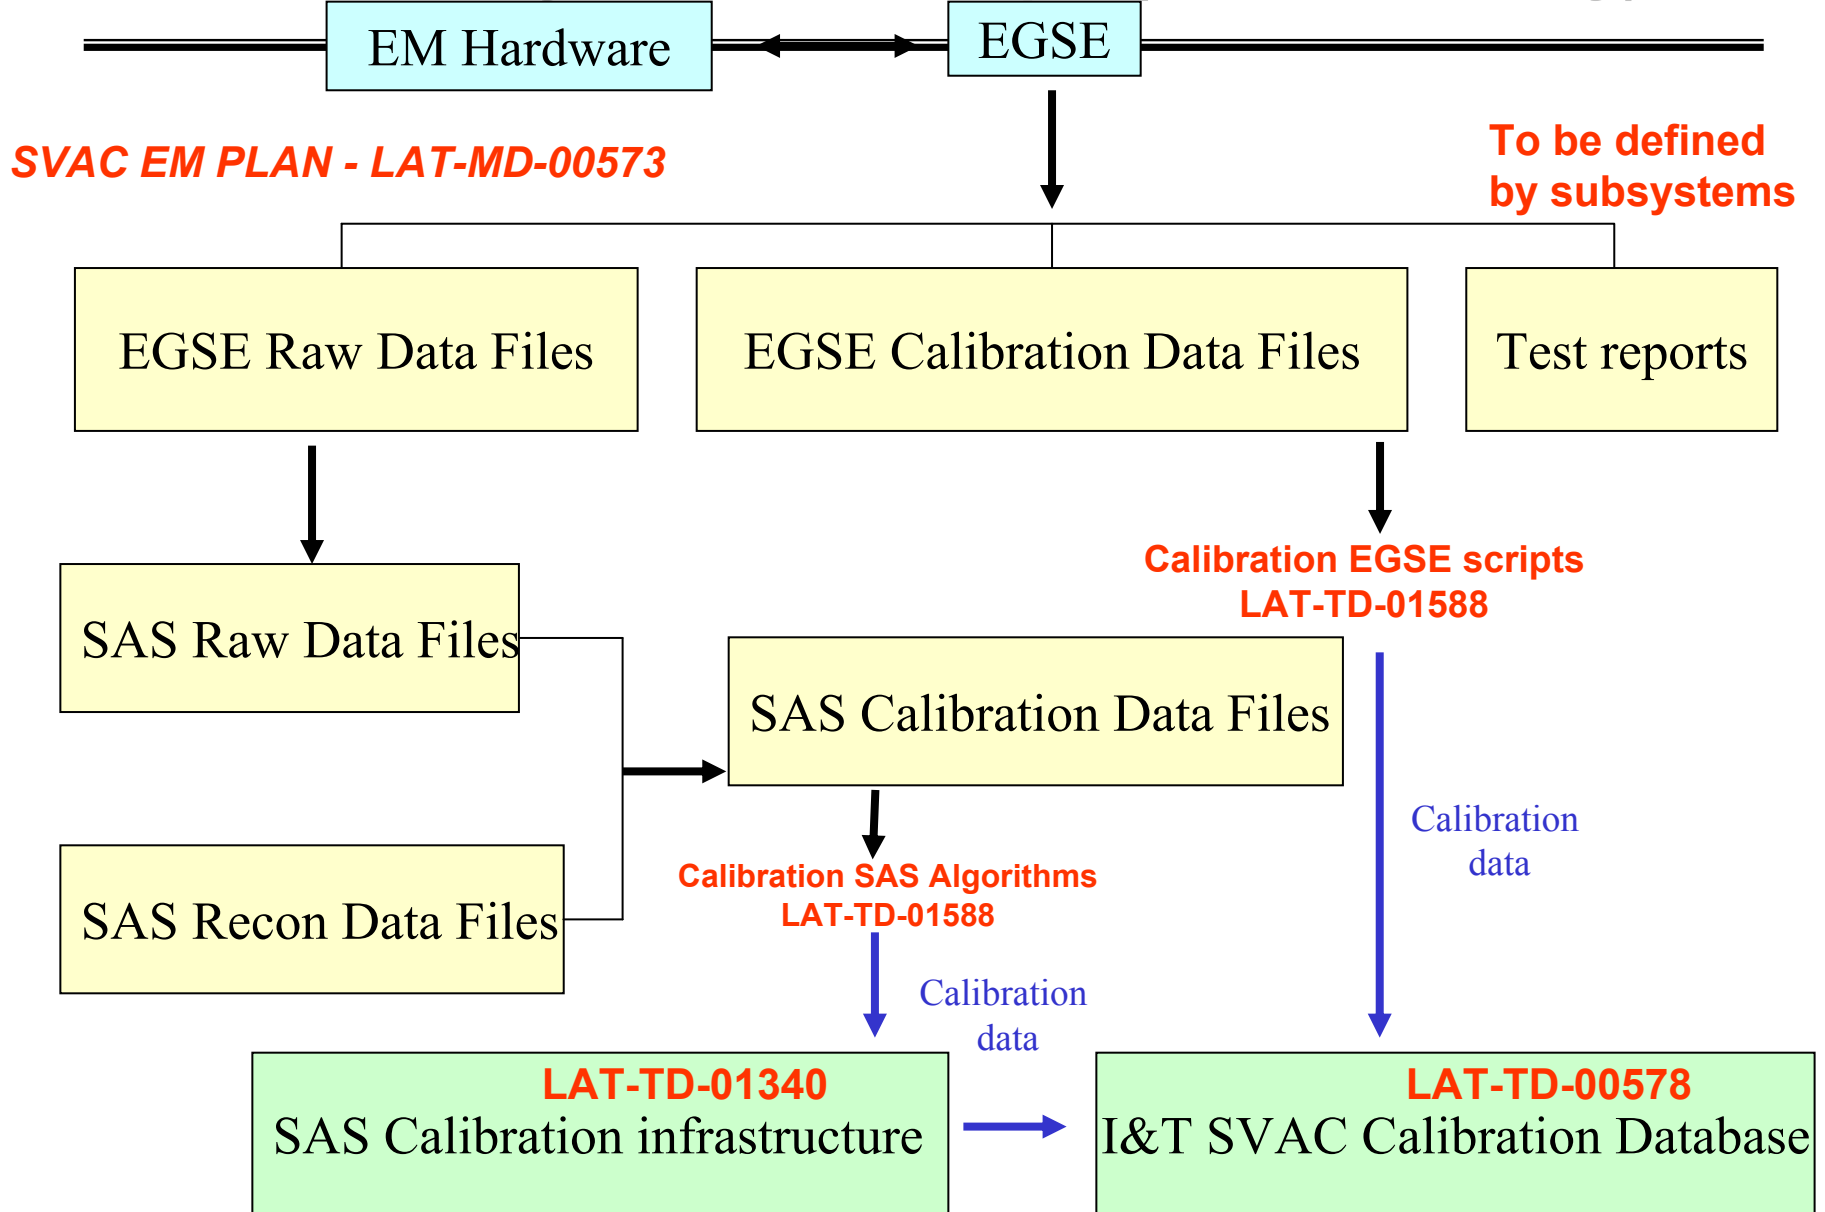 EM Hardware
EGSE
SVAC EM PLAN - LAT-MD-00573
To be defined
by subsystems
EGSE Raw Data Files
EGSE Calibration Data Files
Test reports
Calibration EGSE scripts
LAT-TD-01588
SAS Raw Data Files
SAS Calibration Data Files
Calibration
data
Calibration SAS Algorithms
LAT-TD-01588
SAS Recon Data Files
Calibration
data
LAT-TD-01340
SAS Calibration infrastructure
LAT-TD-00578
I&T SVAC Calibration Database